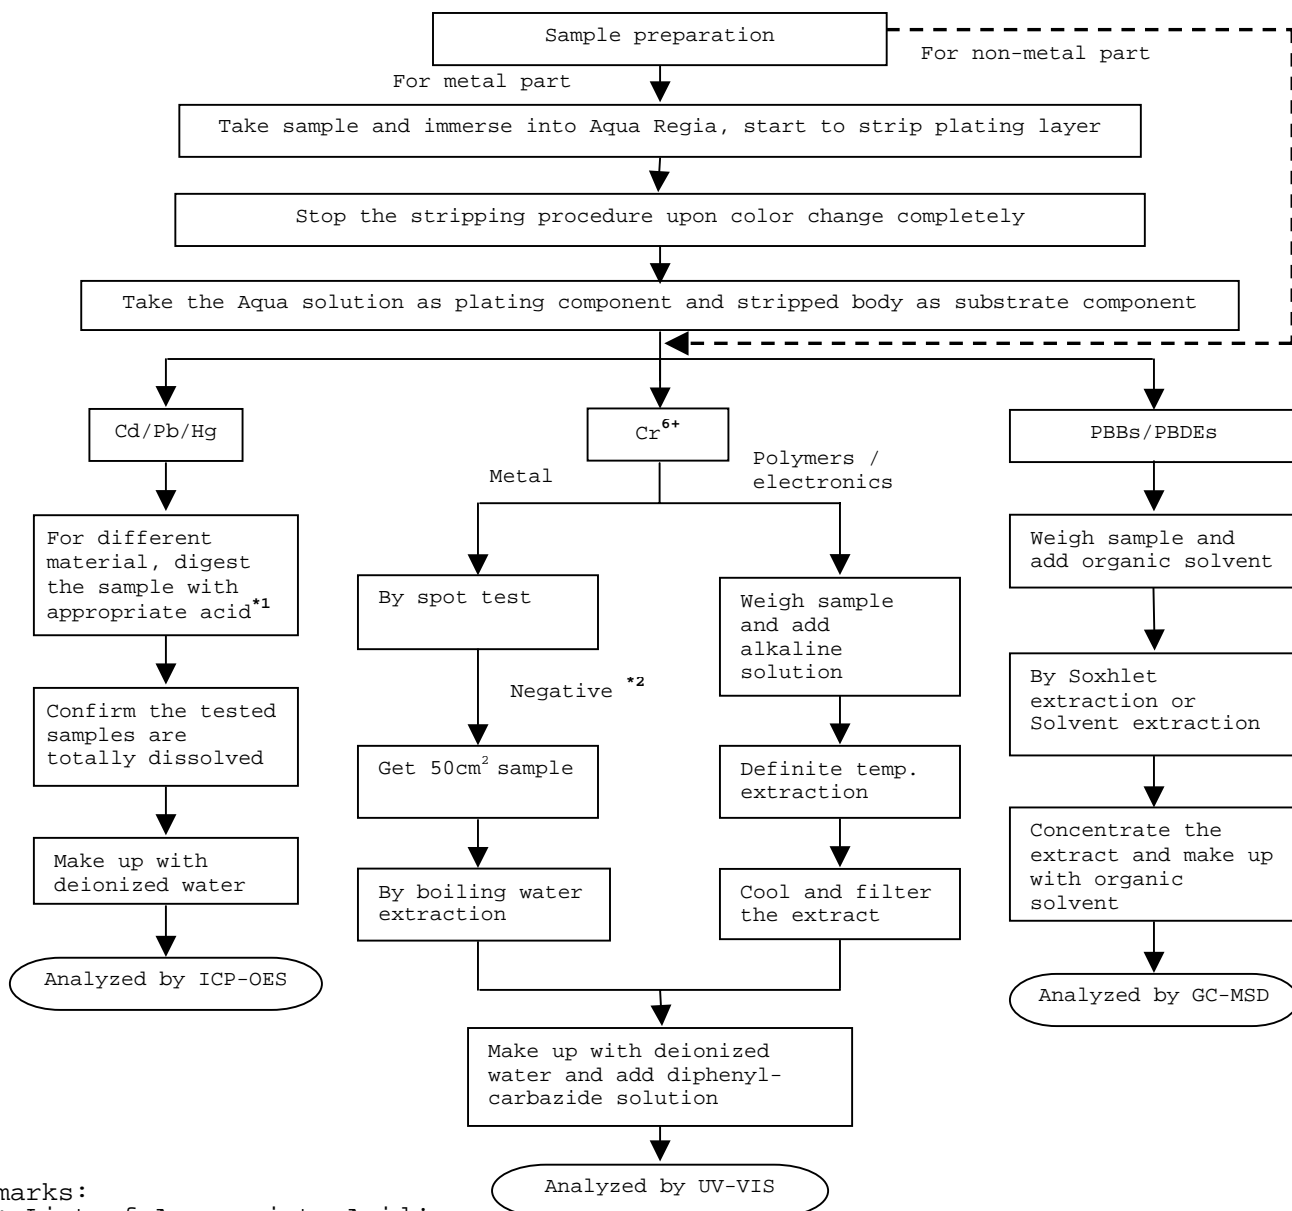 Sample preparation
For non-metal part
For metal part
Take sample and immerse into Aqua Regia, start to strip plating layer
Stop the stripping procedure upon color change completely
Take the Aqua solution as plating component and stripped body as substrate component
Cd/Pb/Hg
For different
material, digest
the sample with
appropriate acid*1
Confirm the tested
samples are
totally dissolved
Make up with
deionized water
Analyzed by ICP-OES
Cr6+
Metal
Polymers /
electronics
By spot test
Negative *2
Get 50cm2 sample
By boiling water
extraction
Weigh sample
and add
alkaline
solution
Definite temp.
extraction
Cool and filter
the extract
Make up with deionized
water and add diphenyl-
carbazide solution
Analyzed by UV-VIS
PBBs/PBDEs
Weigh sample and
add organic solvent
By Soxhlet
extraction or
Solvent extraction
Concentrate the
extract and make up
with organic
solvent
Analyzed by GC-MSD
marks: